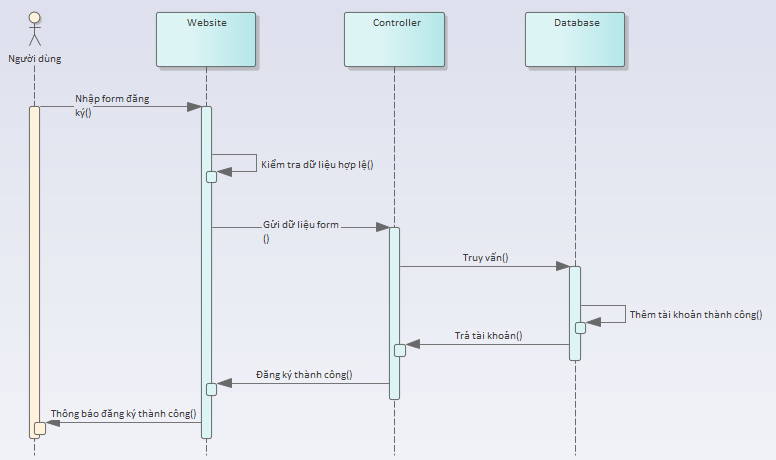 Website
Controller
Database
Người dùng
Nhập form đăng
ký()
Kiểm tra dữ liệu hợp lệ()
Gửi dữ liệu form
()
Truy vấn()
Thêm tài khoản thành công()
Trả tài khoản()
Đăng ký thành công()
Thông báo đăng ký thành công()